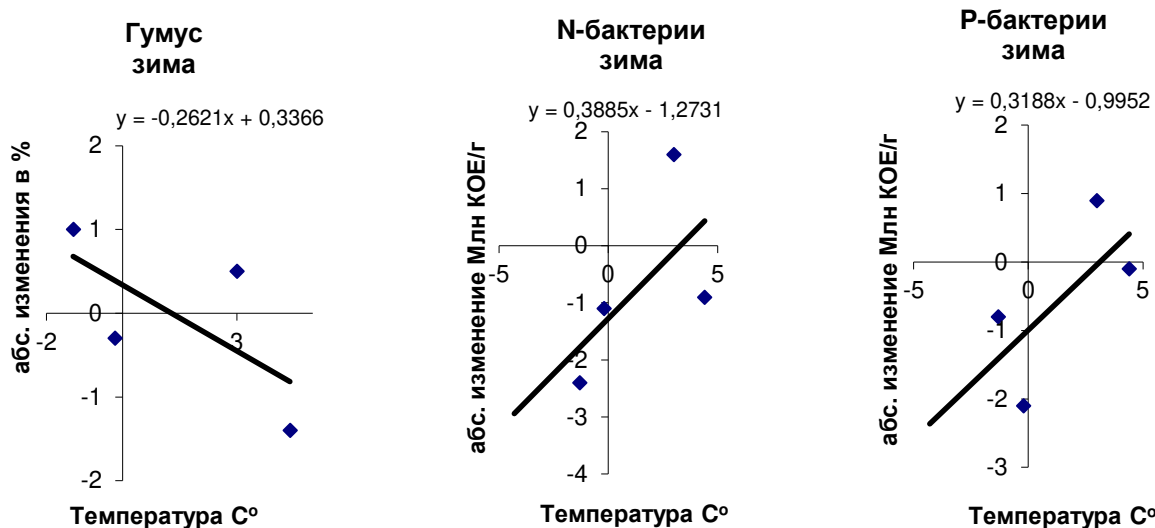 Гумус
зима
y = -0,2621x + 0,3366
абс. изменения в %
2
1
0
-1
-2
-2
3
Температура Cº
N-бактерии
зима
y = 0,3885x - 1,2731
абс. изменение Млн КОЕ/г
2
1
0
-1
-2
-3
-4
-5
0
5
Температура Cº
P-бактерии
зима
y = 0,3188x - 0,9952
абс. изменение Млн КОЕ/г
2
1
0
-1
-2
-3
-5
0
5
Температура Cº